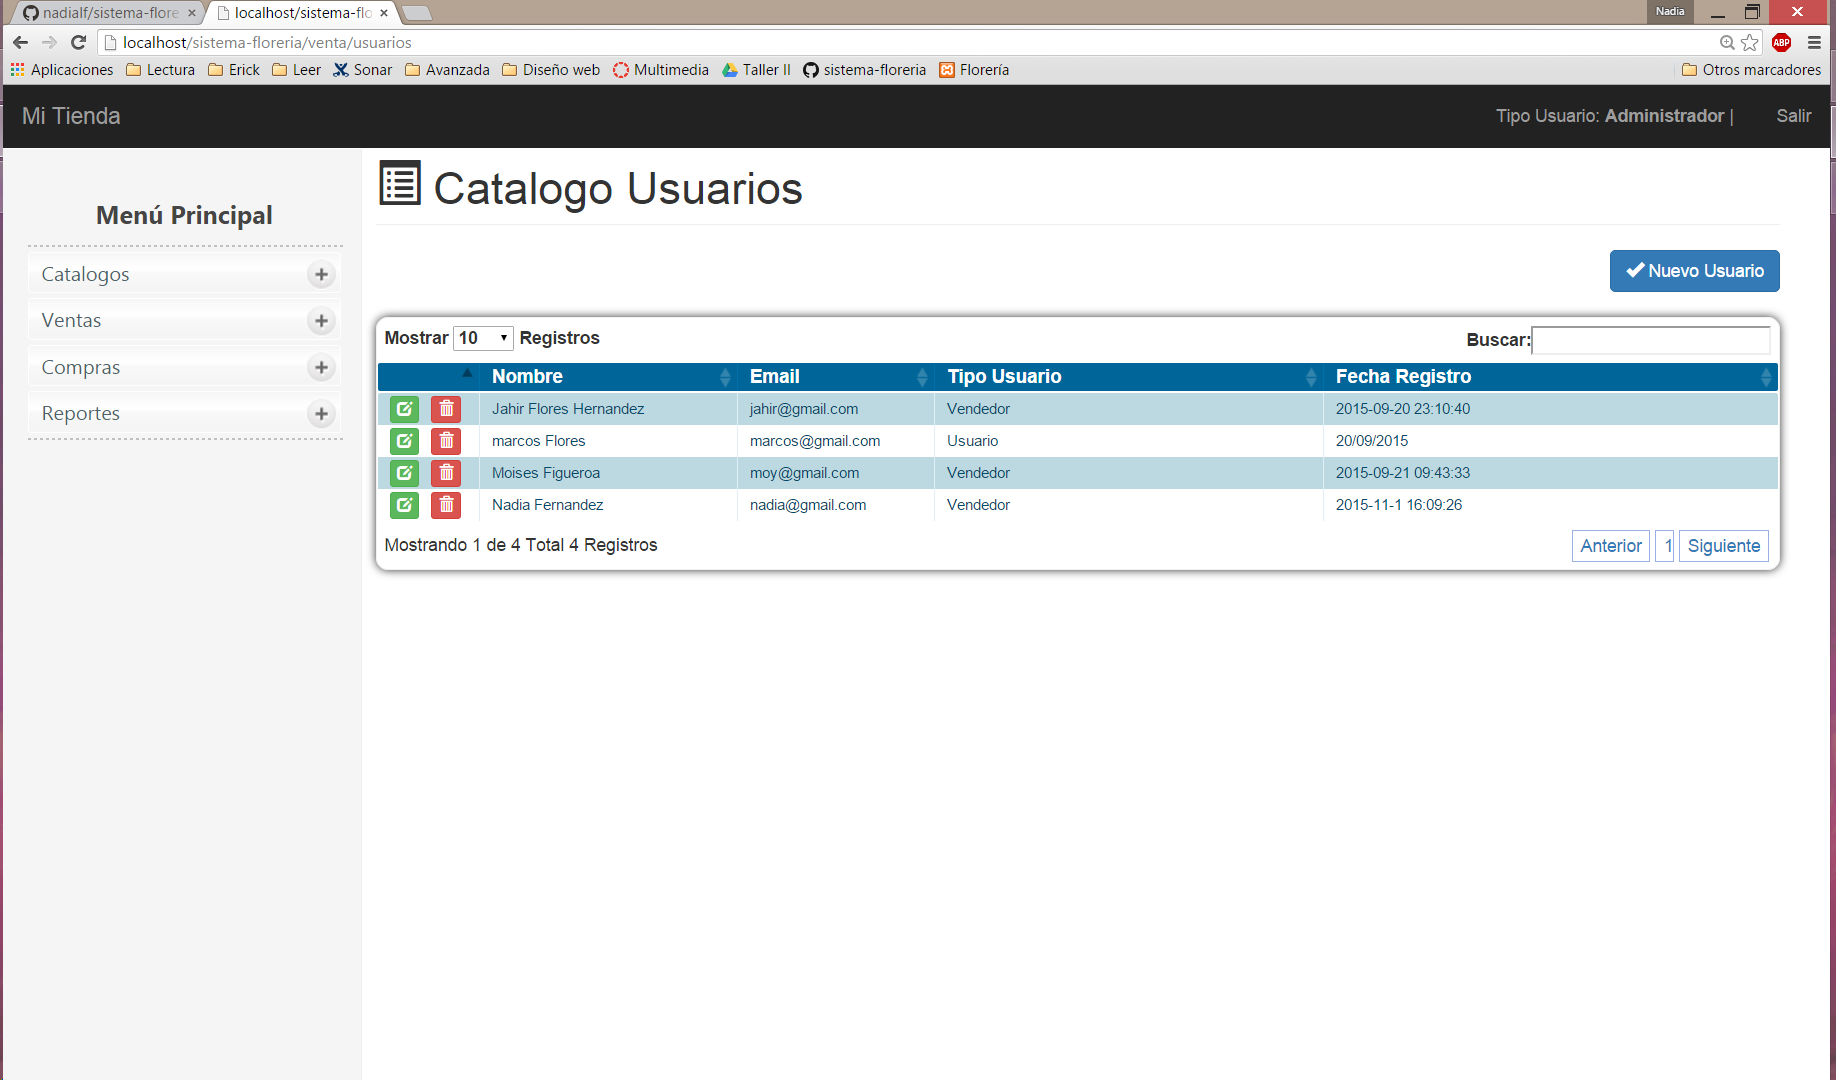 nadialf/sistema-flore
localhost/sistema-flo
Nadia
localhost/sistema-floreria/venta/usuarios
ABP
Aplicaciones Lectura Erick Leer Sonar Avanzada Diseño web Multimedia Taller II sistema-floreria Florería Otros marcadores
Mi Tienda Tipo Usuario: Administrador | Salir
Catalogo Usuarios
Menú Principal
Catalogos
Ventas
Compras
Reportes
Nuevo Usuario
Mostrar 10 Registros Buscar:
Nombre Email Tipo Usuario Fecha Registro
Jahir Flores Hernandez jahir@gmail.com Vendedor 2015-09-20 23:10:40
marcos Flores marcos@gmail.com Usuario 20/09/2015
Moises Figueroa moy@gmail.com Vendedor 2015-09-21 09:43:33
Nadia Fernandez nadia@gmail.com Vendedor 2015-11-1 16:09:26
Mostrando 1 de 4 Total 4 Registros Anterior 1 Siguiente